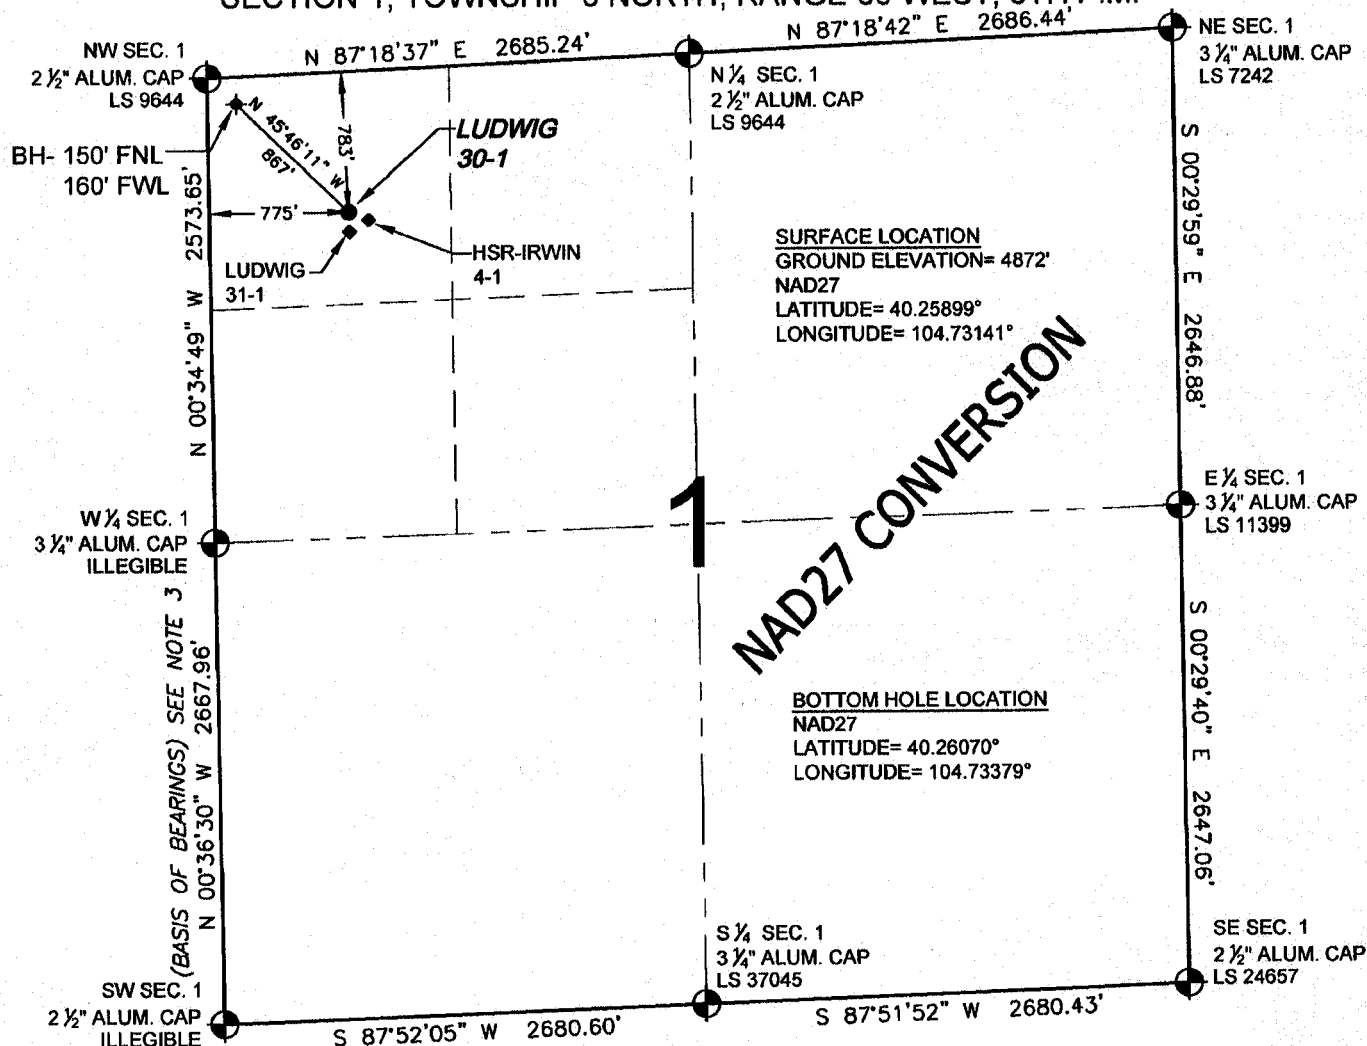 N 87°18'37" E 2685.24'
N 87°18'42" E 2686.44'
NW SEC. 1
2 ½" ALUM. CAP
LS 9644
N ¼ SEC. 1
2 ½" ALUM. CAP
LS 9644
NE SEC. 1
3 ¼" ALUM. CAP
LS 7242
BH- 150' FNL
160' FWL
N 45°46'11" W
867'
783'
775'
LUDWIG
30-1
LUDWIG
31-1
HSR-IRWIN
4-1
N 00°34'49" W 2573.65'
S 00°29'59" E 2646.88'
SURFACE LOCATION
GROUND ELEVATION= 4872'
NAD27
LATITUDE= 40.25899°
LONGITUDE= 104.73141°
NAD27 CONVERSION
1
W ¼ SEC. 1
3 ¼" ALUM. CAP
ILLEGIBLE
E ¼ SEC. 1
3 ¼" ALUM. CAP
LS 11399
(BASIS OF BEARINGS) SEE NOTE 3
N 00°36'30" W 2667.96'
S 00°29'40" E 2647.06'
BOTTOM HOLE LOCATION
NAD27
LATITUDE= 40.26070°
LONGITUDE= 104.73379°
SW SEC. 1
2 ½" ALUM. CAP
ILLEGIBLE
S ¼ SEC. 1
3 ¼" ALUM. CAP
LS 37045
SE SEC. 1
2 ½" ALUM. CAP
LS 24657
S 87°52'05" W 2680.60'
S 87°51'52" W 2680.43'